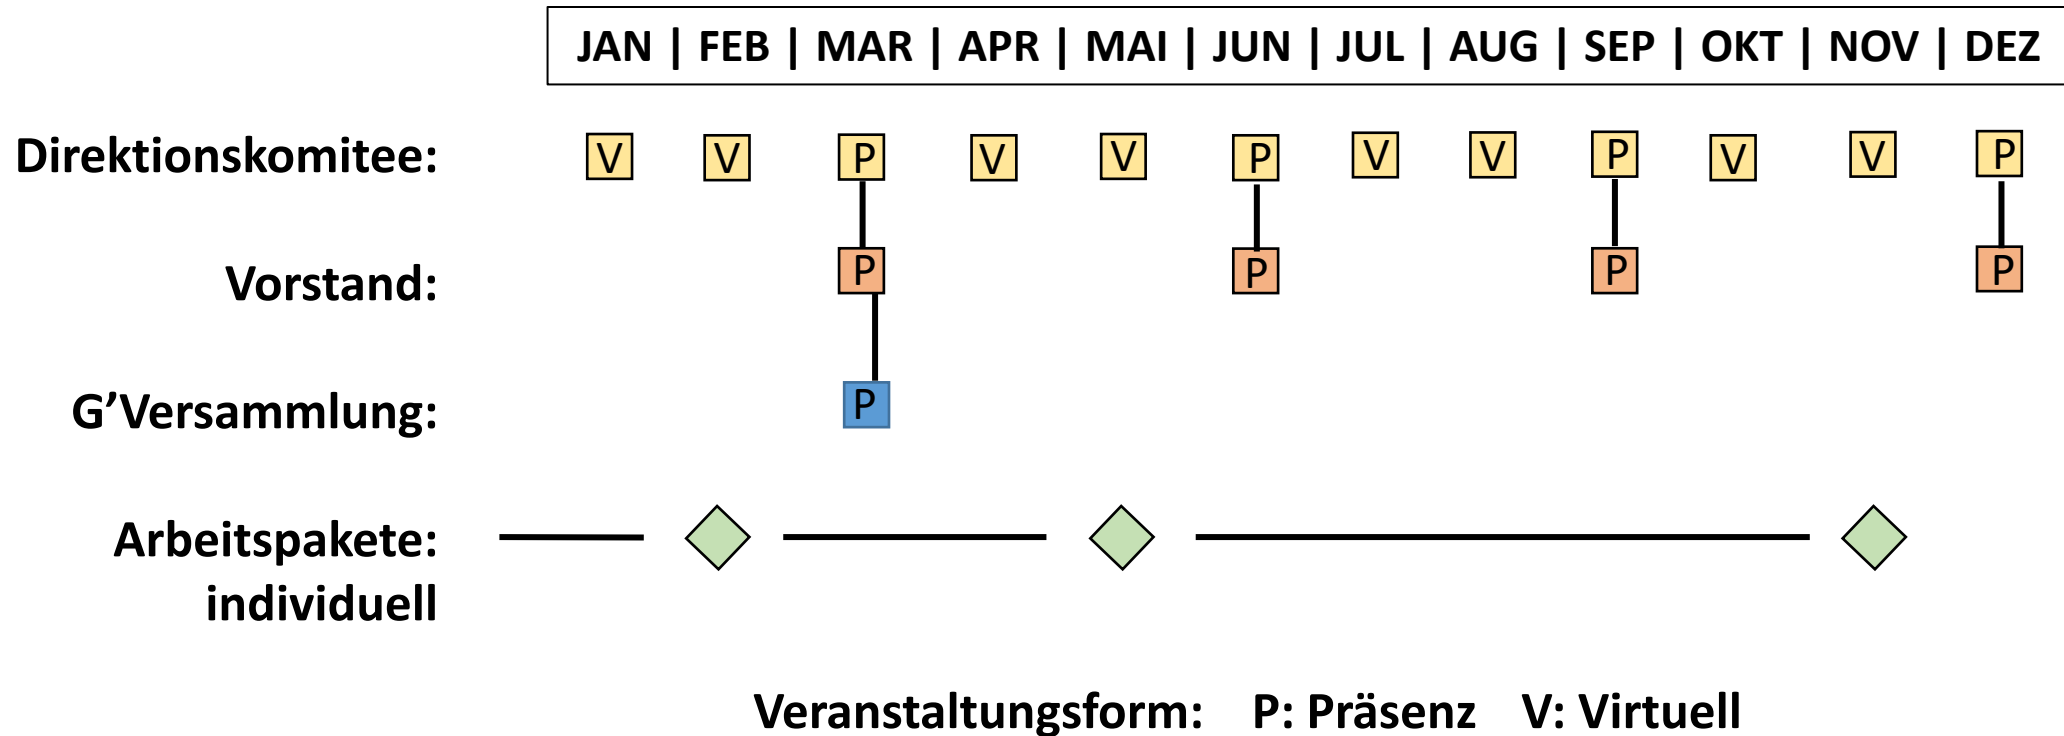 JAN | FEB | MAR | APR | MAI | JUN | JUL | AUG | SEP | OKT | NOV | DEZ
Direktionskomitee: V V P V V P V V P V V P
Vorstand: P P P P
G’Versammlung: P
Arbeitspakete:
individuell
Veranstaltungsform: P: Präsenz V: Virtuell